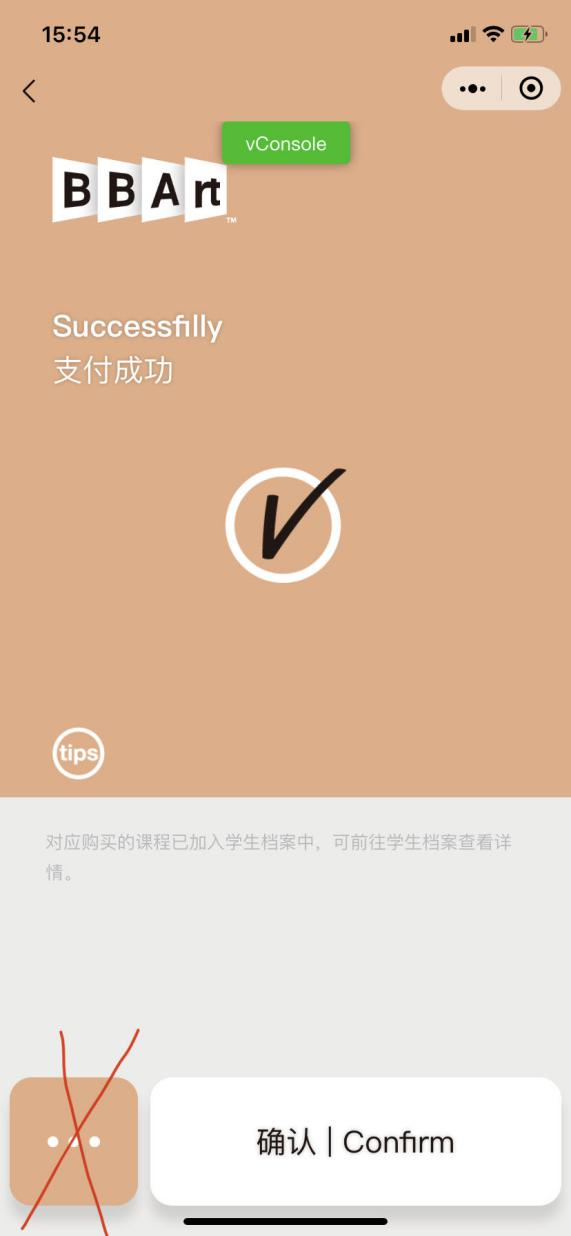 15:54
vConsole
BBArt
TM
Successfilly
支付成功
tips
对应购买的课程已加入学生档案中，可前往学生档案查看详
情。
确认 | Confirm